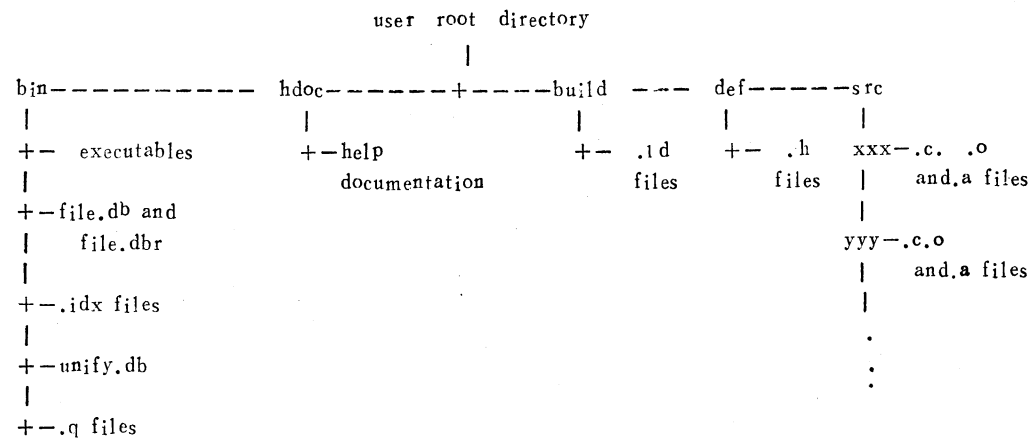 user root directory
|
bin----------- hdoc-------+----build --- def-----src
| | | | |
+- executables +-help +- .ld +- .h xxx-.c. .o
| documentation files files | and.a files
+-file.db and |
| file.dbr yyy-.c.o
| | and.a files
+-.idx files |
| .
+-unify.db .
| .
+-.q files